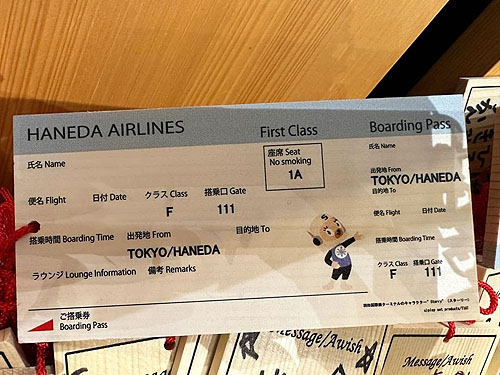 HANEDA AIRLINES
First Class
Boarding Pass
氏名 Name
座席 Seat
No smoking
1A
便名 Flight 日付 Date クラス Class 搭乗口 Gate
F 111
搭乗時間 Boarding Time 出発地 From 目的地 To
TOKYO/HANEDA
ラウンジ Lounge Information 備考 Remarks
ご搭乗券
Boarding Pass
氏名 Name
出発地 From
TOKYO/HANEDA
目的地 To
便名 Flight 日付 Date
搭乗時間 Boarding Time
クラス Class 搭乗口 Gate
F 111
Message/Awish
Message/Awish